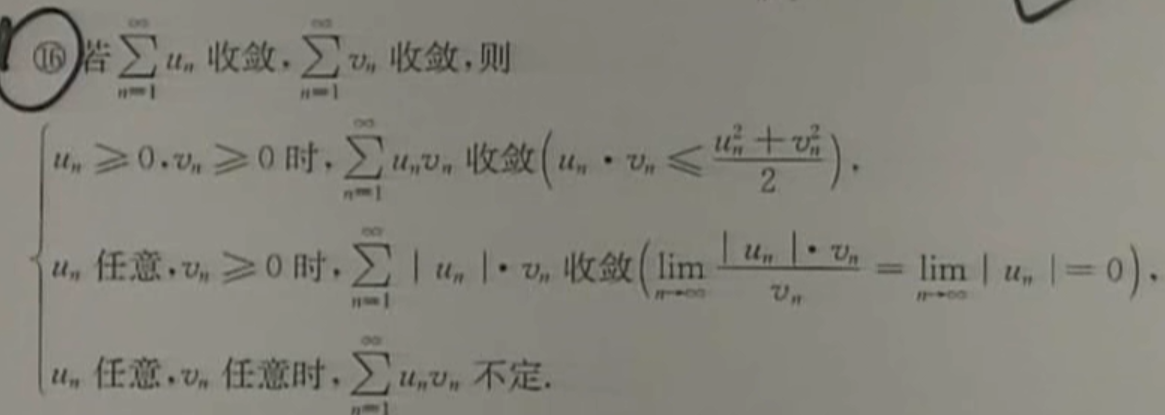 ⑯ 若 $\sum_{n=1}^{\infty} u_n$ 收敛, $\sum_{n=1}^{\infty} v_n$ 收敛, 则
$u_n \geqslant 0, v_n \geqslant 0$ 时, $\sum_{n=1}^{\infty} u_n v_n$ 收敛 $\left( u_n \cdot v_n \leqslant \frac{u_n^2 + v_n^2}{2} \right)$.
$u_n$ 任意, $v_n \geqslant 0$ 时, $\sum_{n=1}^{\infty} | u_n | \cdot v_n$ 收敛 $\left( \lim_{n \to \infty} \frac{| u_n | \cdot v_n}{v_n} = \lim_{n \to \infty} | u_n | = 0 \right)$.
$u_n$ 任意, $v_n$ 任意时, $\sum_{n=1}^{\infty} u_n v_n$ 不定.